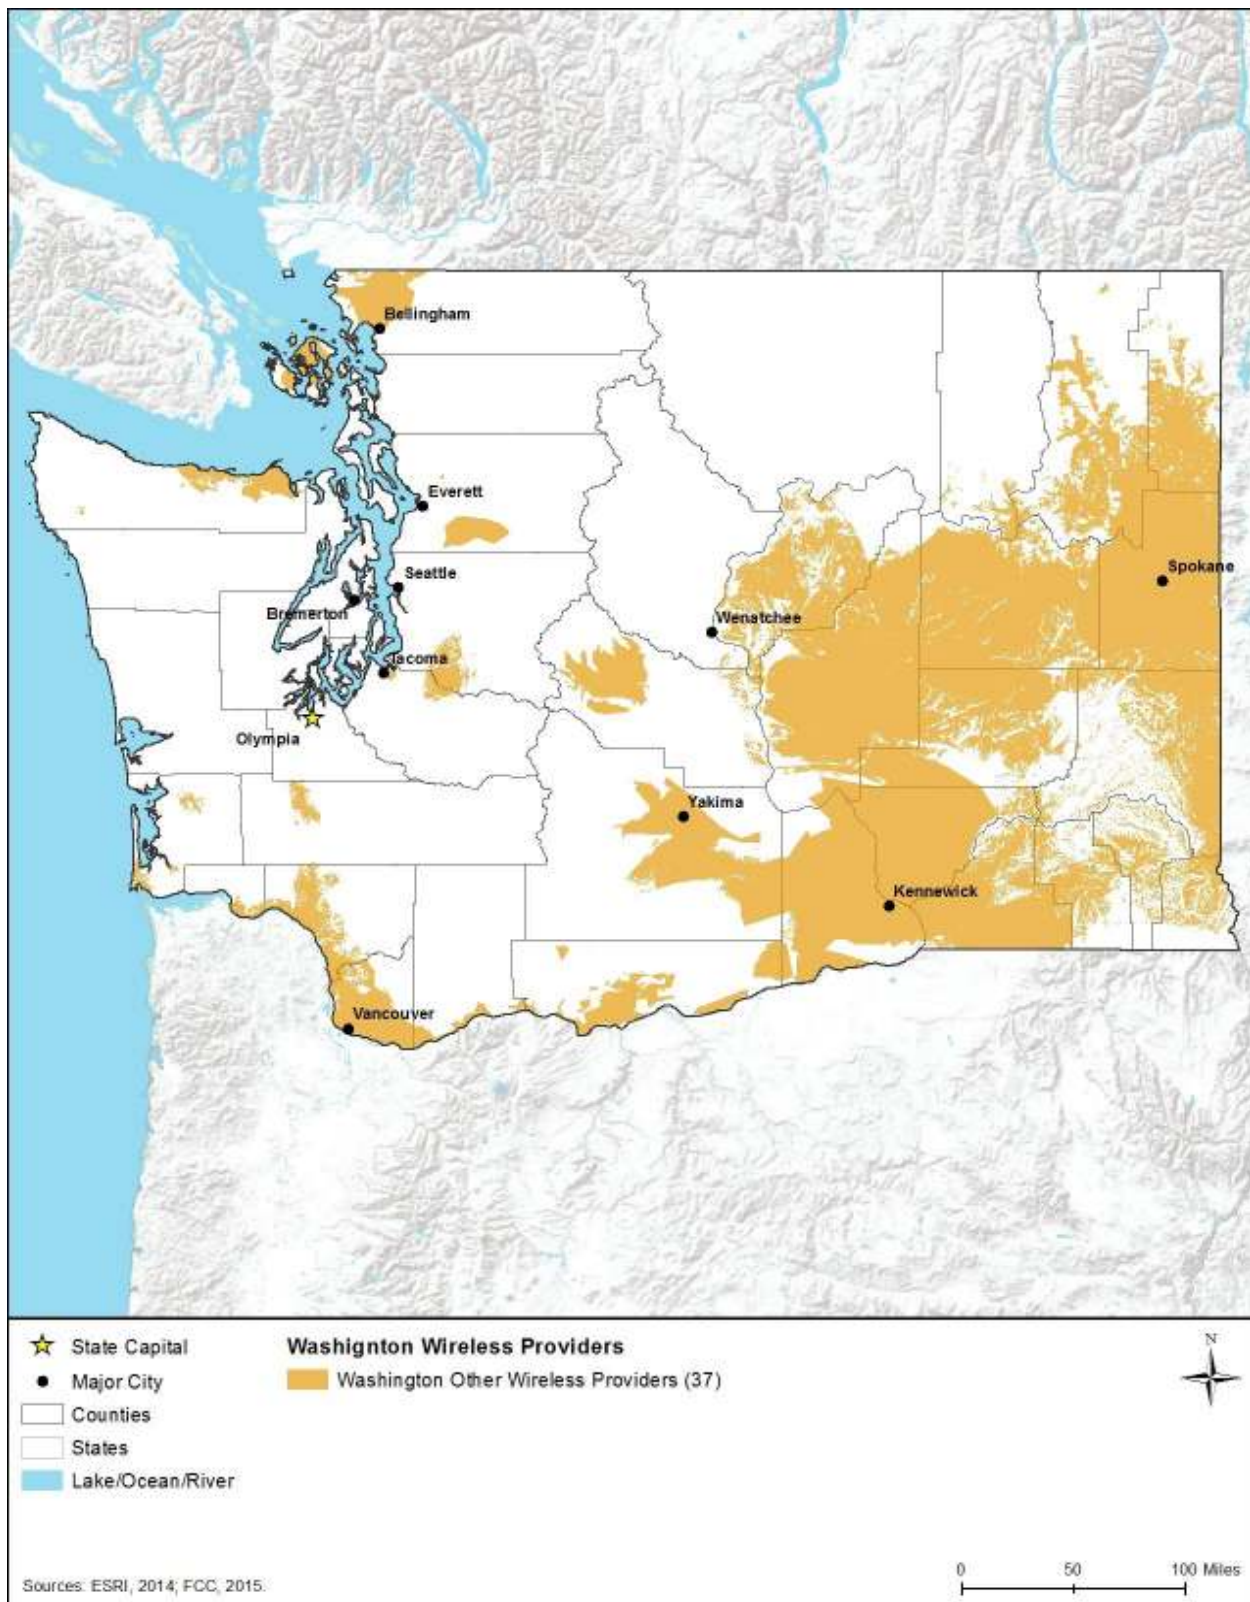 Bellingham
Everett
Seattle
Spokane
Bremerton
Wenatchee
Tacoma
Olympia
Yakima
Kennewick
Vancouver
State Capital
Washignton Wireless Providers
N
Major City
Washington Other Wireless Providers (37)
Counties
States
Lake/Ocean/River
0 50 100 Miles
Sources: ESRI, 2014; FCC, 2015.